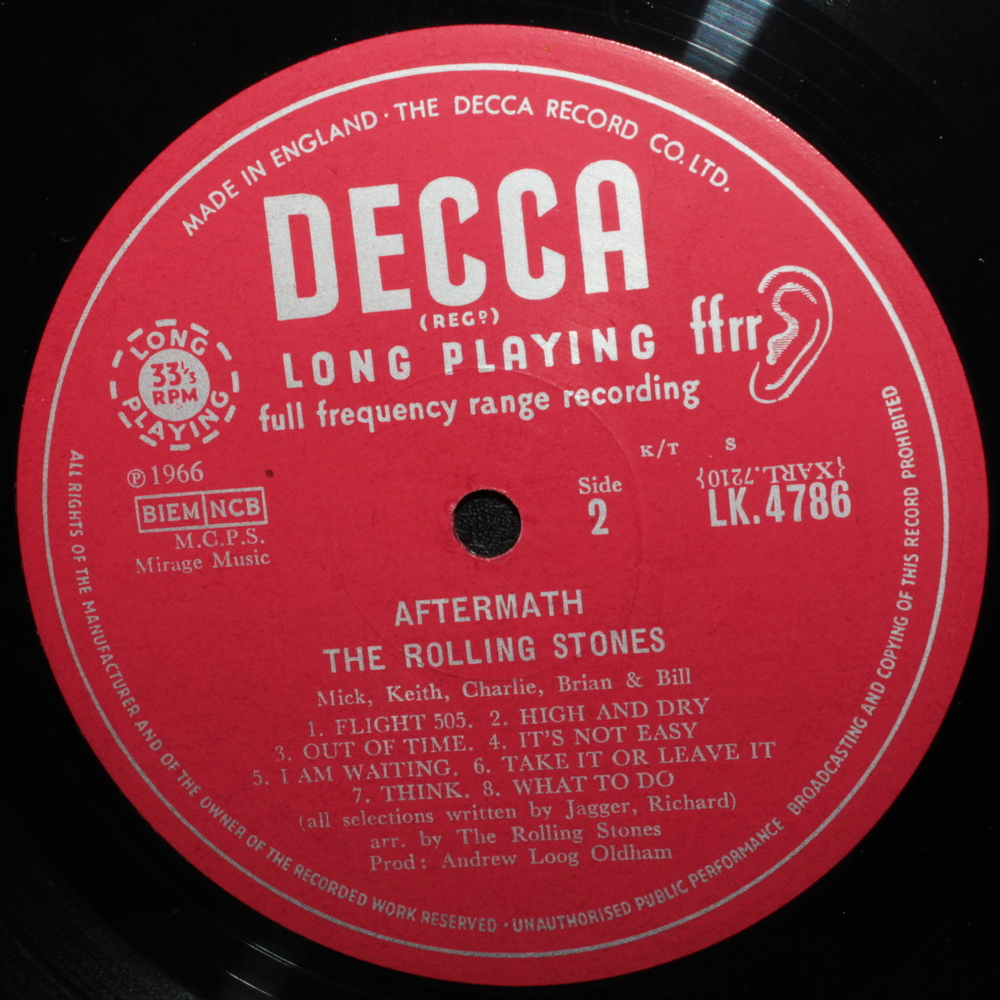 MADE IN ENGLAND · THE DECCA RECORD CO. LTD.
DECCA
(REGᴰ)
LONG PLAYING
ffrr
full frequency range recording
LONG
33⅓
RPM
PLAYING
K/T S
℗ 1966
BIEM NCB
M.C.P.S.
Mirage Music
Side
2
{XARL.7210}
LK.4786
AFTERMATH
THE ROLLING STONES
Mick, Keith, Charlie, Brian & Bill
1. FLIGHT 505. 2. HIGH AND DRY
3. OUT OF TIME. 4. IT'S NOT EASY
5. I AM WAITING. 6. TAKE IT OR LEAVE IT
7. THINK. 8. WHAT TO DO
(all selections written by Jagger, Richard)
arr. by The Rolling Stones
Prod: Andrew Loog Oldham
ALL RIGHTS OF THE MANUFACTURER AND OF THE OWNER OF THE RECORDED WORK RESERVED · UNAUTHORISED PUBLIC PERFORMANCE BROADCASTING AND COPYING OF THIS RECORD PROHIBITED